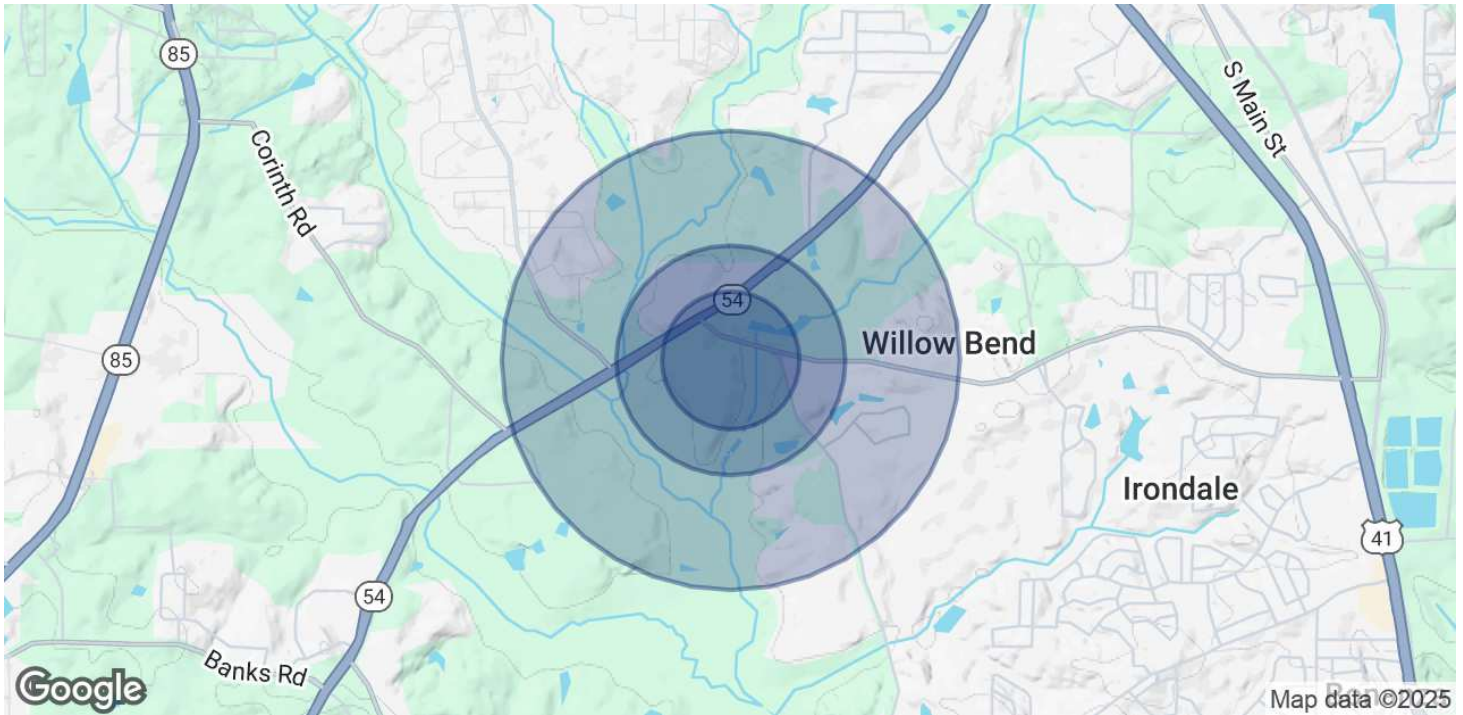 85
S Main St
Corinth Rd
54
Willow Bend
85
Irondale
41
54
Banks Rd
Google
Map data ©2025